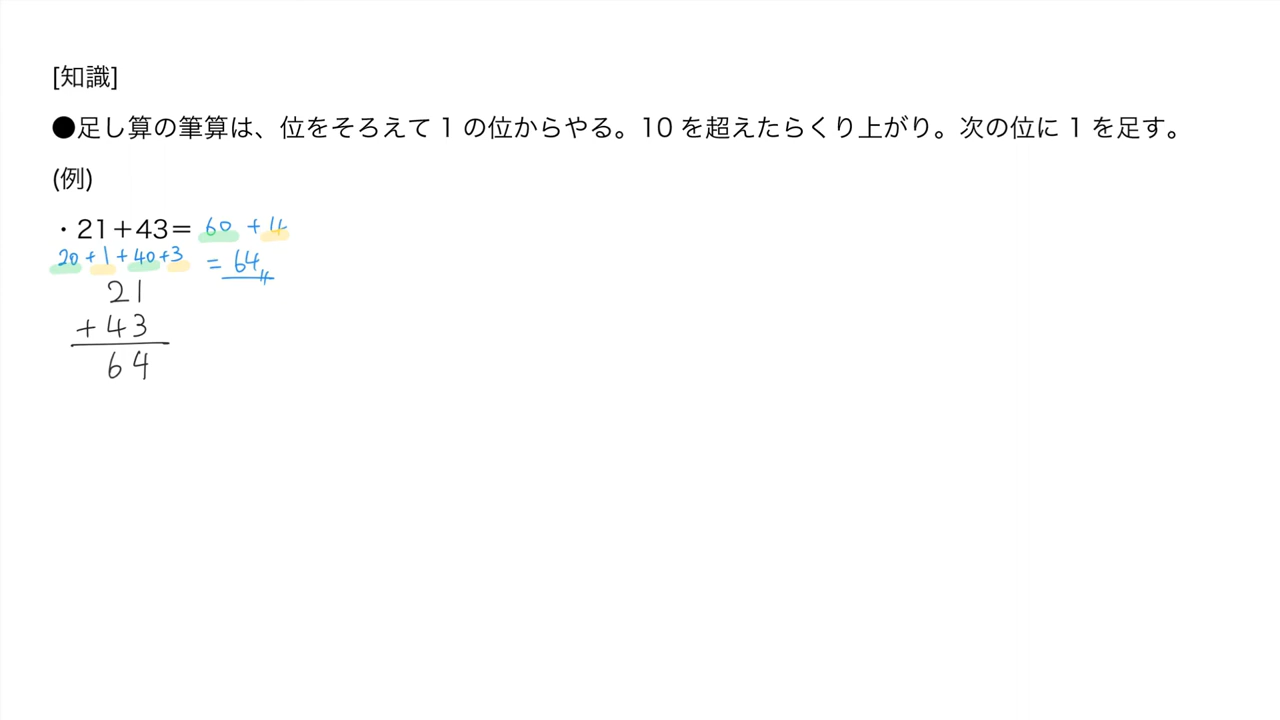 [知識]
●足し算の筆算は、位をそろえて1の位からやる。10を超えたらくり上がり。次の位に1を足す。
(例)
・21＋43＝ 60 + 4
20 + 1 + 40 + 3 = 64
21
+ 43
64